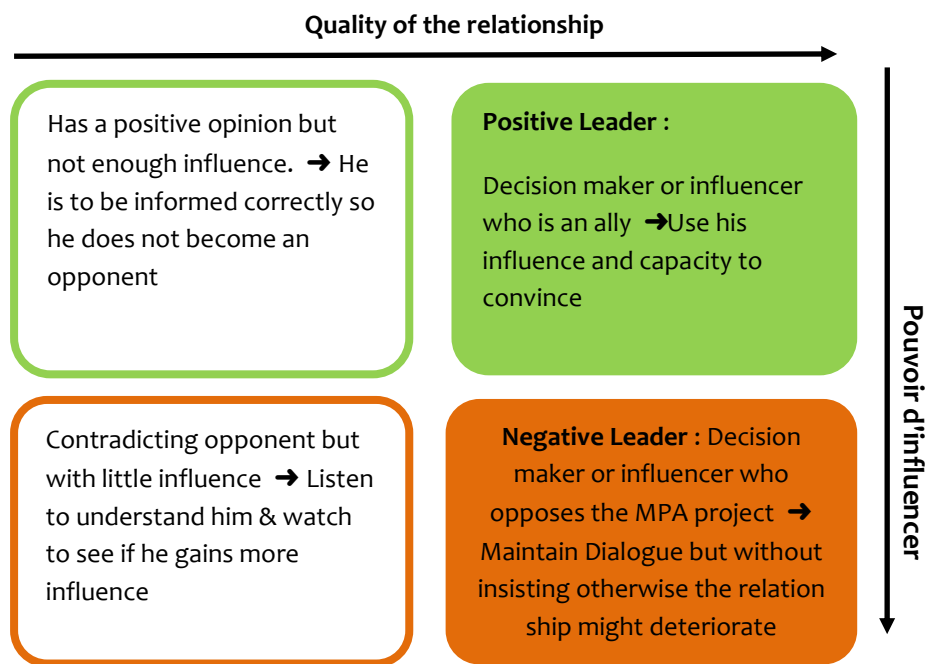 Quality of the relationship
Has a positive opinion but
not enough influence. ➜ He
is to be informed correctly so
he does not become an
opponent
Positive Leader :
Decision maker or influencer
who is an ally ➜Use his
influence and capacity to
convince
Pouvoir d'influencer
Contradicting opponent but
with little influence ➜ Listen
to understand him & watch
to see if he gains more
influence
Negative Leader : Decision
maker or influencer who
opposes the MPA project ➜
Maintain Dialogue but without
insisting otherwise the relation
ship might deteriorate